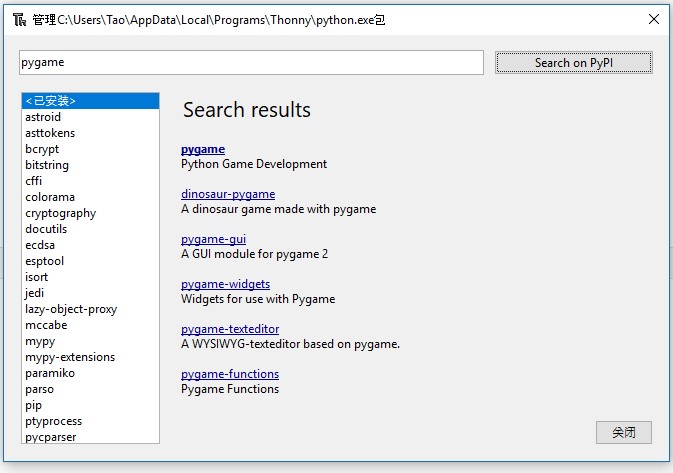 管理C:\Users\Tao\AppData\Local\Programs\Thonny\python.exe包
pygame
Search on PyPI
<已安装>
astroid
asttokens
bcrypt
bitstring
cffi
colorama
cryptography
docutils
ecdsa
esptool
isort
jedi
lazy-object-proxy
mccabe
mypy
mypy-extensions
paramiko
parso
pip
ptyprocess
pycparser
Search results
pygame
Python Game Development
dinosaur-pygame
A dinosaur game made with pygame
pygame-gui
A GUI module for pygame 2
pygame-widgets
Widgets for use with Pygame
pygame-texteditor
A WYSIWYG-texteditor based on pygame.
pygame-functions
Pygame Functions
关闭